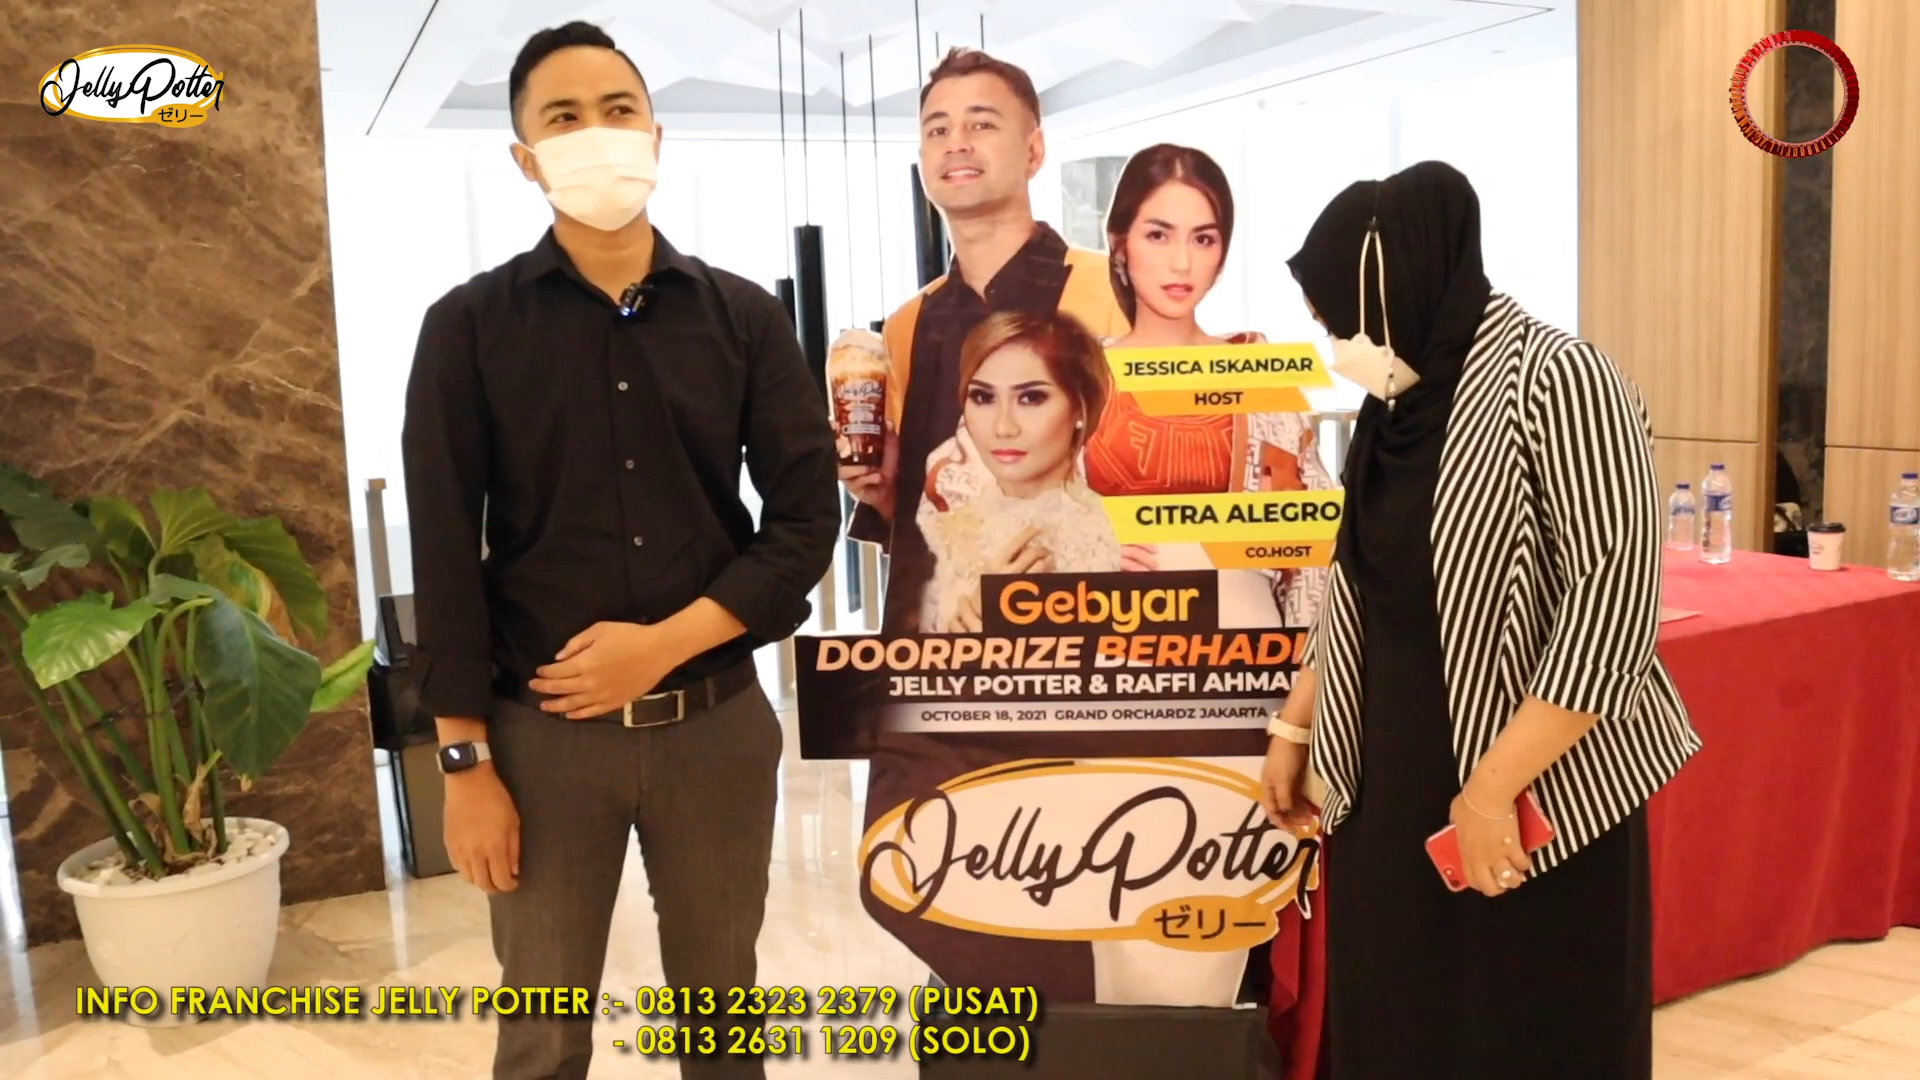 Jelly Potter
ゼリー
JESSICA ISKANDAR
HOST
CITRA ALEGRO
CO.HOST
Gebyar
DOORPRIZE BERHADI
JELLY POTTER & RAFFI AHMAD
OCTOBER 18, 2021 GRAND ORCHARDZ JAKARTA
Jelly Potter
ゼリー
INFO FRANCHISE JELLY POTTER :- 0813 2323 2379 (PUSAT)
- 0813 2631 1209 (SOLO)